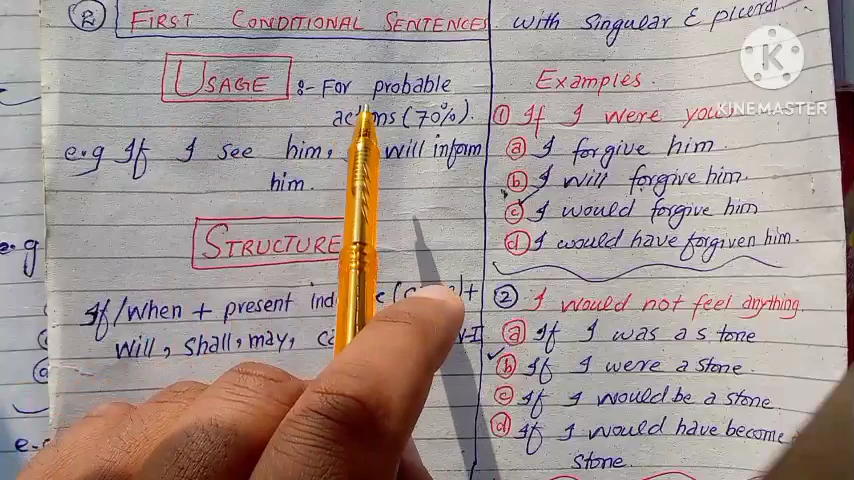 ② FIRST CONDITIONAL SENTENCES
USAGE :- For probable
actions (70%).
e.g If I see him, will inform
him.
STRUCTURE
If/when + present
will, shall, may,
with singular & plural
Examples.
① If I were you
ⓐ I forgive him.
ⓑ I will forgive him.
ⓒ I would forgive him
ⓓ I would have forgiven him.
② I would not feel anything.
ⓐ If I was a stone
ⓑ If I were a stone.
ⓒ If I would be a stone.
ⓓ If I would have become
stone.
e.g
K
KINEMASTER